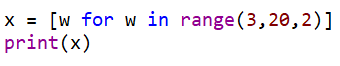 x = [w for w in range(3,20,2)]
print(x)